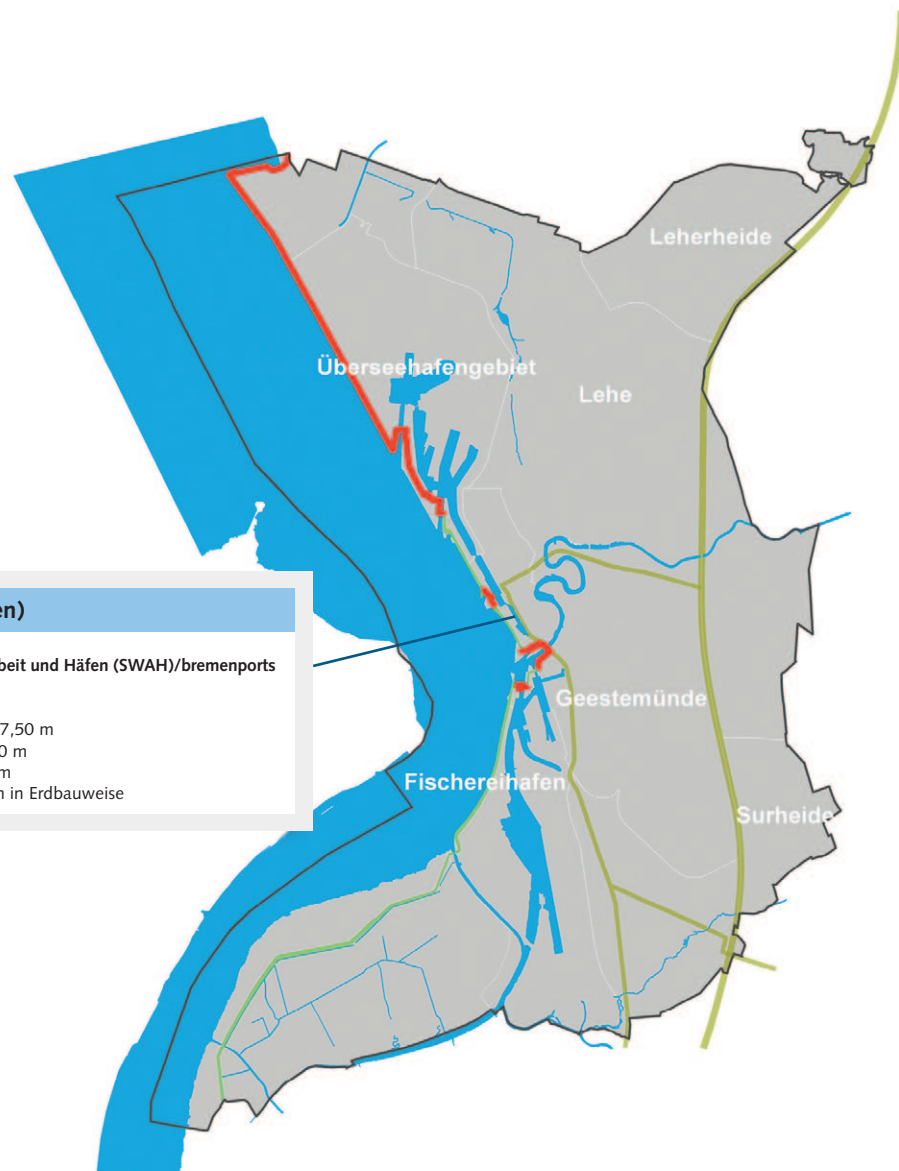 Leherheide
Überseehafengebiet
Lehe
en)
beit und Häfen (SWAH)/bremenports
7,50 m
0 m
m
n in Erdbauweise
Geestemünde
Fischereihafen
Surheide